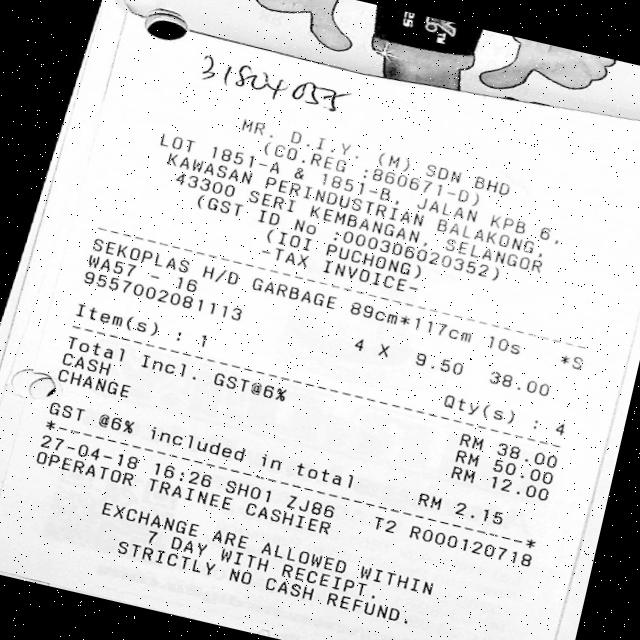 31804055
MR. D.I.Y. (M) SDN BHD
(CO.REG :860671-D)
LOT 1851-A & 1851-B, JALAN KPB 6,
KAWASAN PERINDUSTRIAN BALAKONG,
43300 SERI KEMBANGAN, SELANGOR
(GST ID No :000306020352)
(IOI PUCHONG)
-TAX INVOICE-
SEKOPLAS H/D GARBAGE 89cm*117cm 10s *S
WA57 - 16
9557002081113 4 X 9.50 38.00
Item(s) : 1 Qty(s) : 4
Total Incl. GST@6% RM 38.00
CASH RM 50.00
CHANGE RM 12.00
GST @6% included in total RM 2.15
27-04-18 16:26 SH01 ZJ86 T2 R000120718
OPERATOR TRAINEE CASHIER
EXCHANGE ARE ALLOWED WITHIN
7 DAY WITH RECEIPT.
STRICTLY NO CASH REFUND.